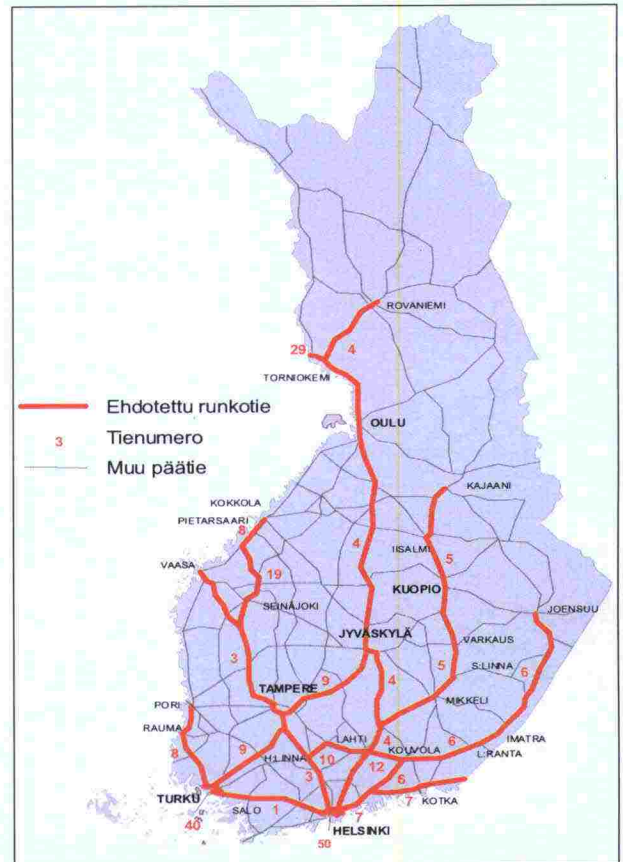 ROVANIEMI
29
4
TORNIOKEMI
Ehdotettu runkotie
3 Tienumero
Muu päätie
OULU
KAJAANI
KOKKOLA
PIETARSAARI
8
4
IISALMI
5
VAASA
19
KUOPIO
SEINÄJOKI
JOENSUU
JYVÄSKYLÄ
VARKAUS
3
9
4
5
S:LINNA
6
TAMPERE
MIKKELI
PORI
RAUMA
LAHTI
4
KOUVOLA
6
IMATRA
8
9
H:LINNA
10
12
L:RANTA
3
6
TURKU
SALO
1
7
7
KOTKA
40
HELSINKI
50